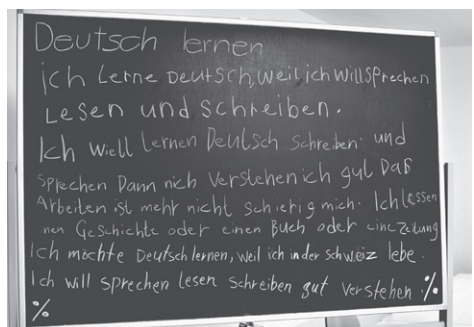 Deutsch lernen
ich Lerne Deutsch, weil ich will sprechen
Lesen und schreiben.
Ich wiell Lernen Deutsch schreiben und
sprechen Dann nich verstehen ich gut Daß
Arbeiten ist mehr nicht schierig mich. Ich lessen
nen Geschichte oder einen Buch oder eine Zeitung
Ich möchte Deutsch lernen, weil ich in der schweiz lebe.
Ich will sprechen lesen schreiben gut verstehen %
%